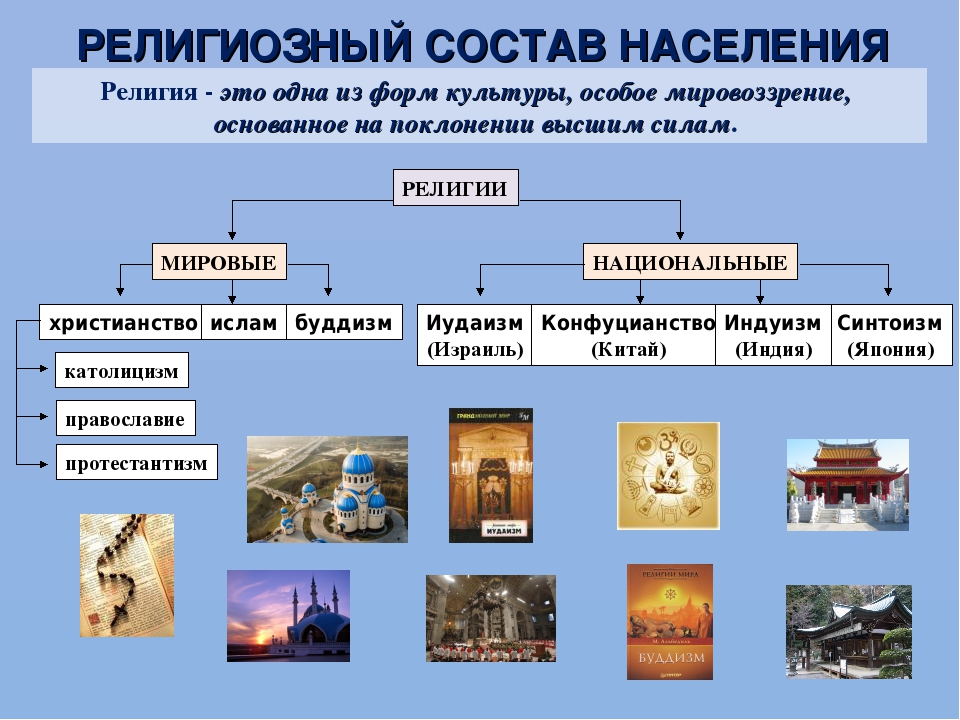 РЕЛИГИОЗНЫЙ СОСТАВ НАСЕЛЕНИЯ
Религия - это одна из форм культуры, особое мировоззрение,
основанное на поклонении высшим силам.
РЕЛИГИИ
МИРОВЫЕ
НАЦИОНАЛЬНЫЕ
христианство
ислам
буддизм
Иудаизм
(Израиль)
Конфуцианство
(Китай)
Индуизм
(Индия)
Синтоизм
(Япония)
католицизм
православие
протестантизм
ИУДАИЗМ
РЕЛИГИИ МИРА
БУДДИЗМ